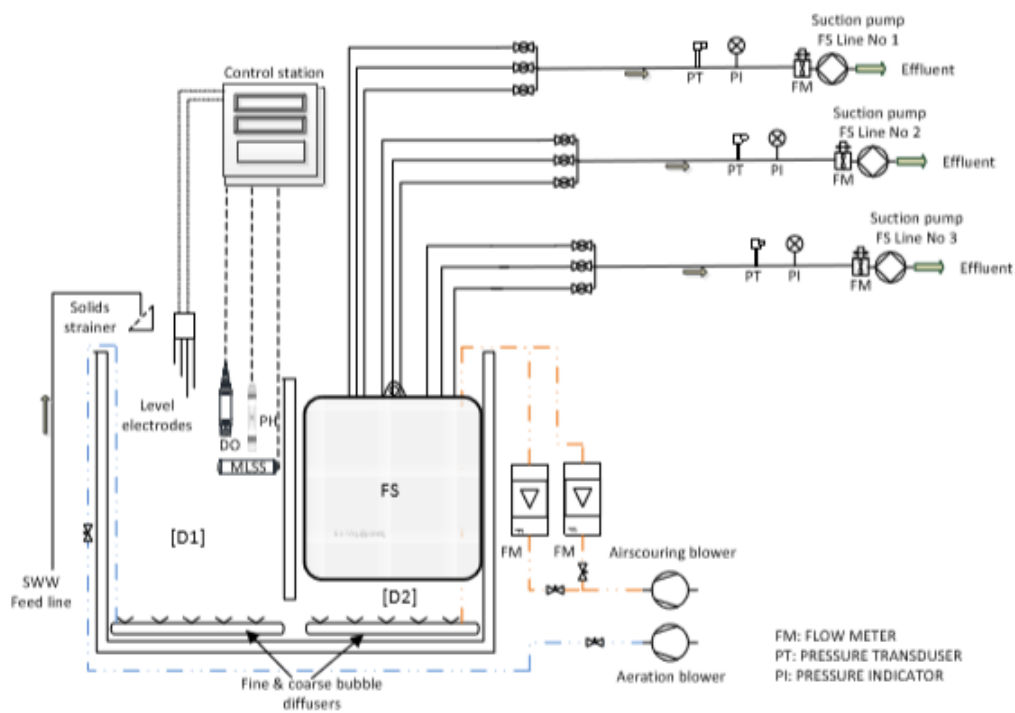 Suction pump
FS Line No 1
Control station
PT
PI
FM
Effluent
Suction pump
FS Line No 2
PT
PI
FM
Effluent
Suction pump
FS Line No 3
PT
PI
FM
Effluent
Solids
strainer
Level
electrodes
DO
PH
MLSS
FS
[D1]
[D2]
FM
FM
Airscouring blower
SWW
Feed line
Fine & coarse bubble
diffusers
Aeration blower
FM: FLOW METER
PT: PRESSURE TRANSDUSER
PI: PRESSURE INDICATOR